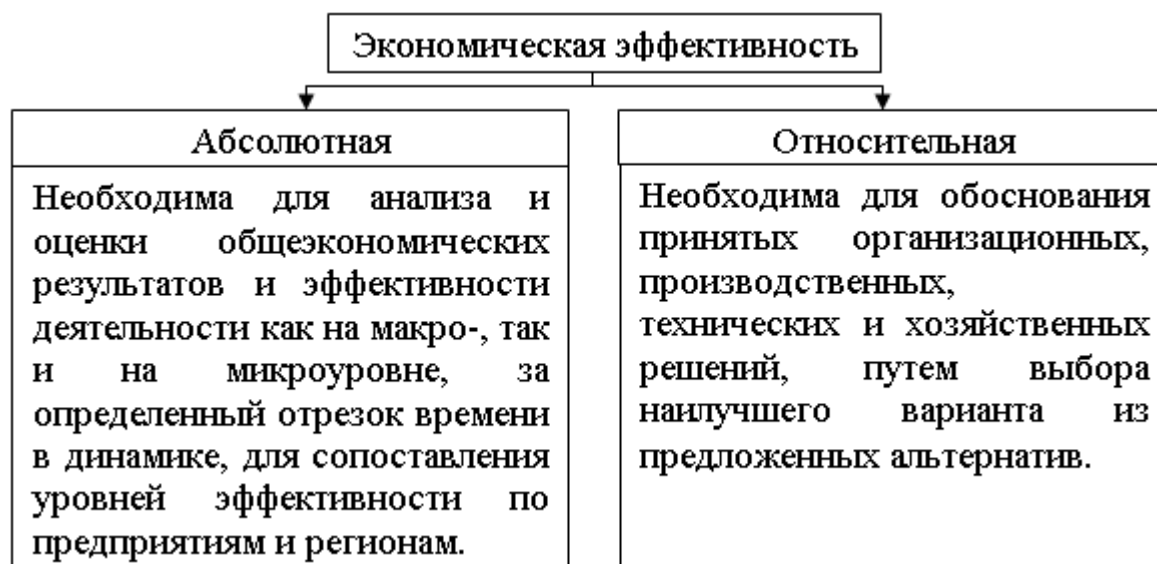 Экономическая эффективность
Абсолютная
Необходима для анализа и
оценки общеэкономических
результатов и эффективности
деятельности как на макро-, так
и на микроуровне, за
определенный отрезок времени
в динамике, для сопоставления
уровней эффективности по
предприятиям и регионам.
Относительная
Необходима для обоснования
принятых организационных,
производственных,
технических и хозяйственных
решений, путем выбора
наилучшего варианта из
предложенных альтернатив.